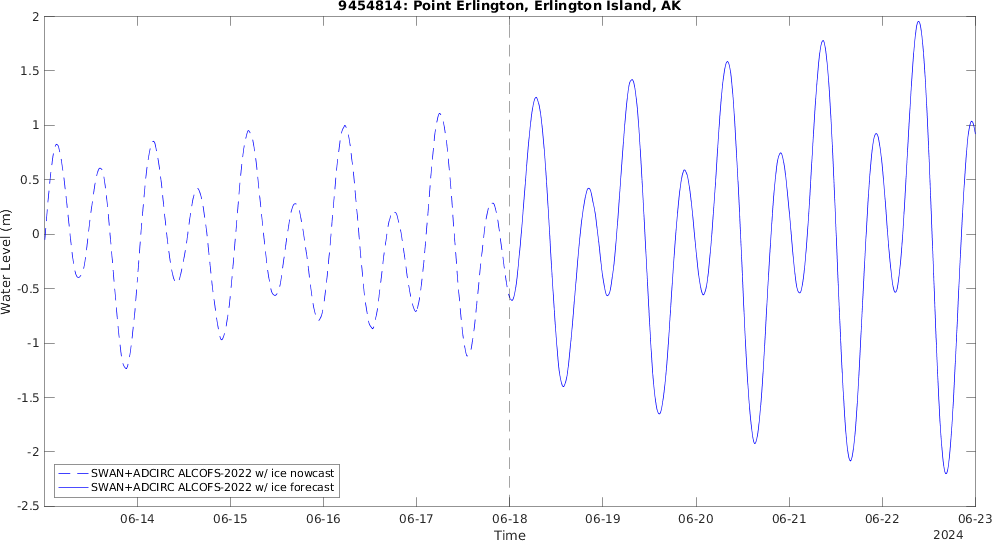 9454814: Point Erlington, Erlington Island, AK
Water Level (m)
2
1.5
1
0.5
0
-0.5
-1
-1.5
-2
-2.5
SWAN+ADCIRC ALCOFS-2022 w/ ice nowcast
SWAN+ADCIRC ALCOFS-2022 w/ ice forecast
06-14 06-15 06-16 06-17 06-18 06-19 06-20 06-21 06-22 06-23
Time
2024